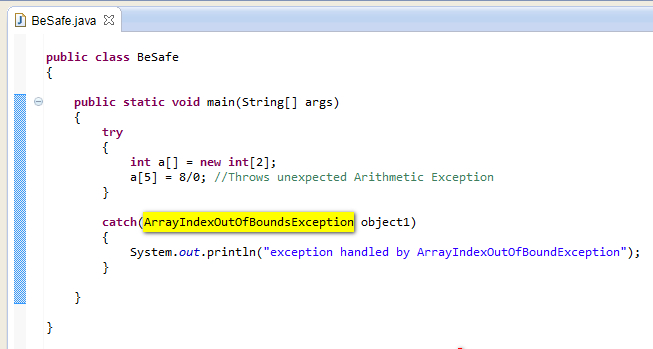 BeSafe.java
public class BeSafe
{
public static void main(String[] args)
{
try
{
int a[] = new int[2];
a[5] = 8/0; //Throws unexpected Arithmetic Exception
}
catch(ArrayIndexOutOfBoundsException object1)
{
System.out.println("exception handled by ArrayIndexOutOfBoundException");
}
}
}